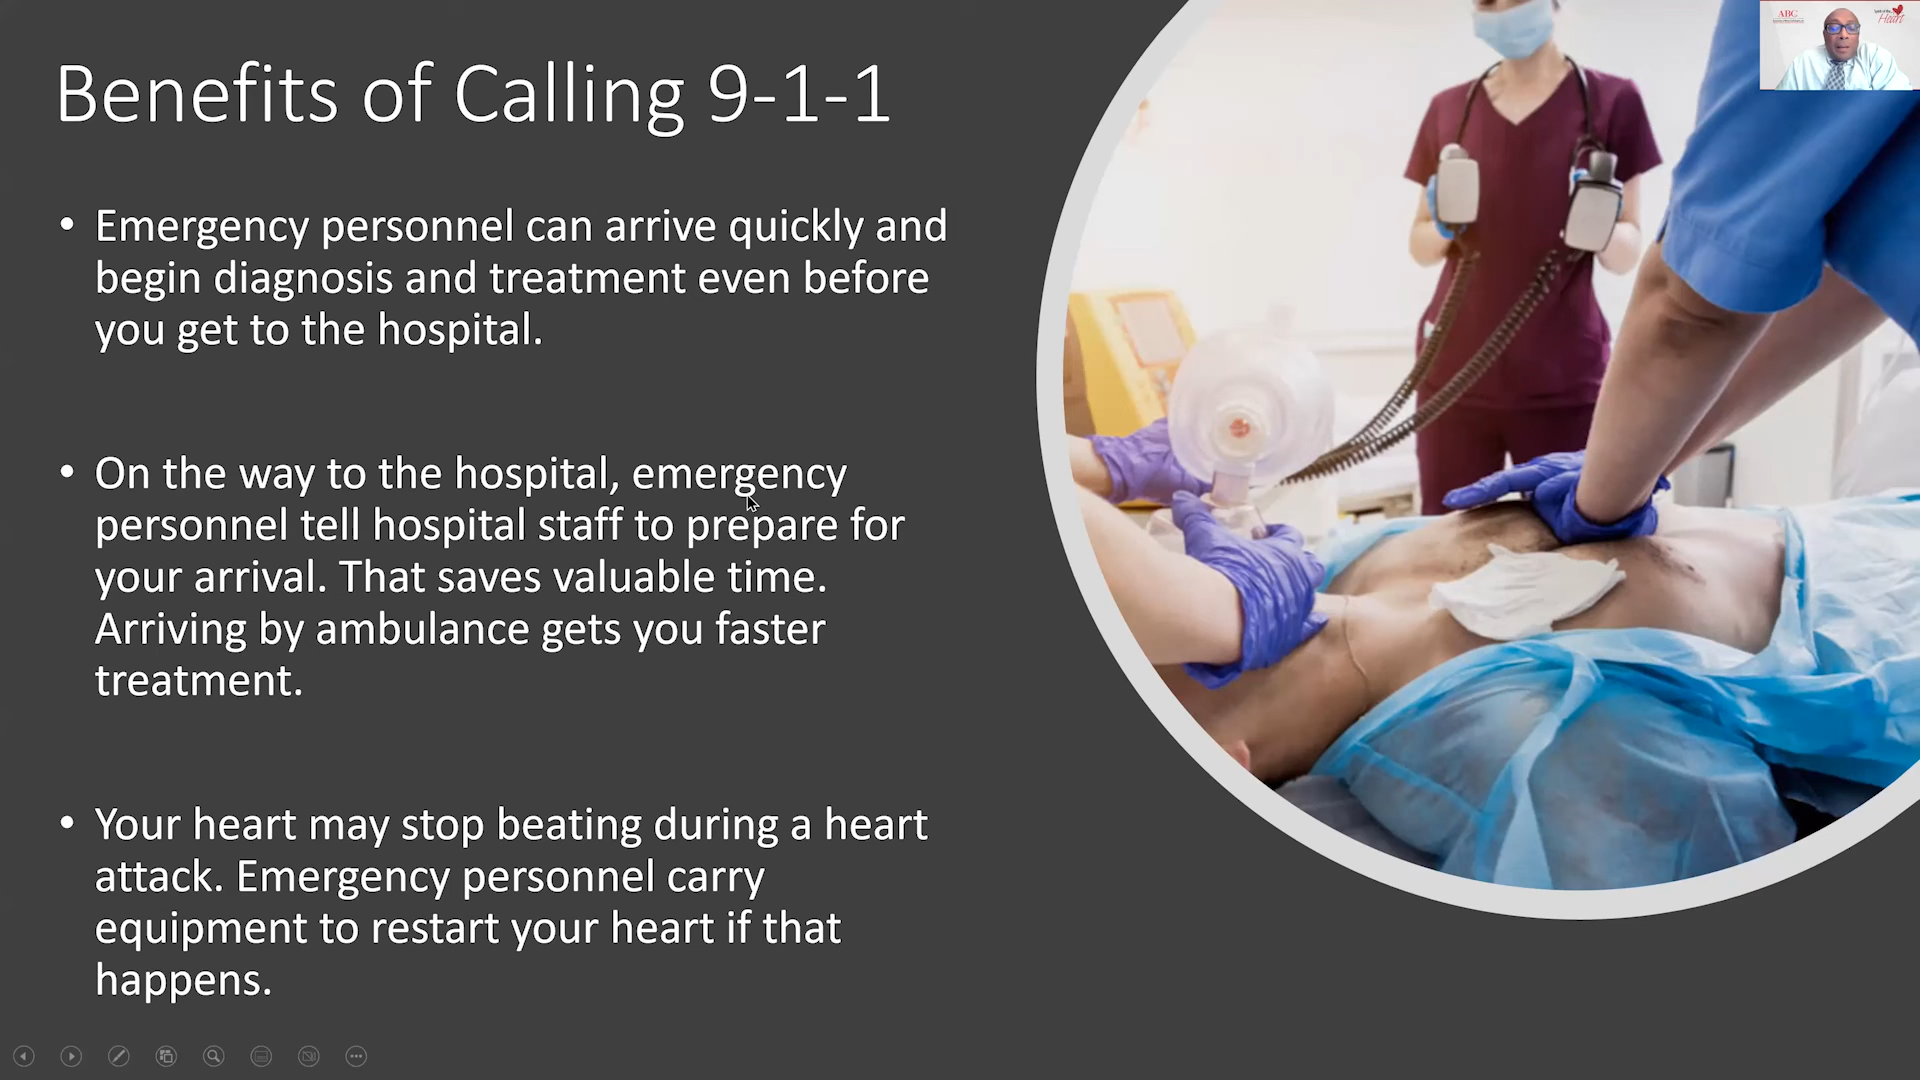 Benefits of Calling 9-1-1
• Emergency personnel can arrive quickly and
begin diagnosis and treatment even before
you get to the hospital.
• On the way to the hospital, emergency
personnel tell hospital staff to prepare for
your arrival. That saves valuable time.
Arriving by ambulance gets you faster
treatment.
• Your heart may stop beating during a heart
attack. Emergency personnel carry
equipment to restart your heart if that
happens.
ABC
Heart